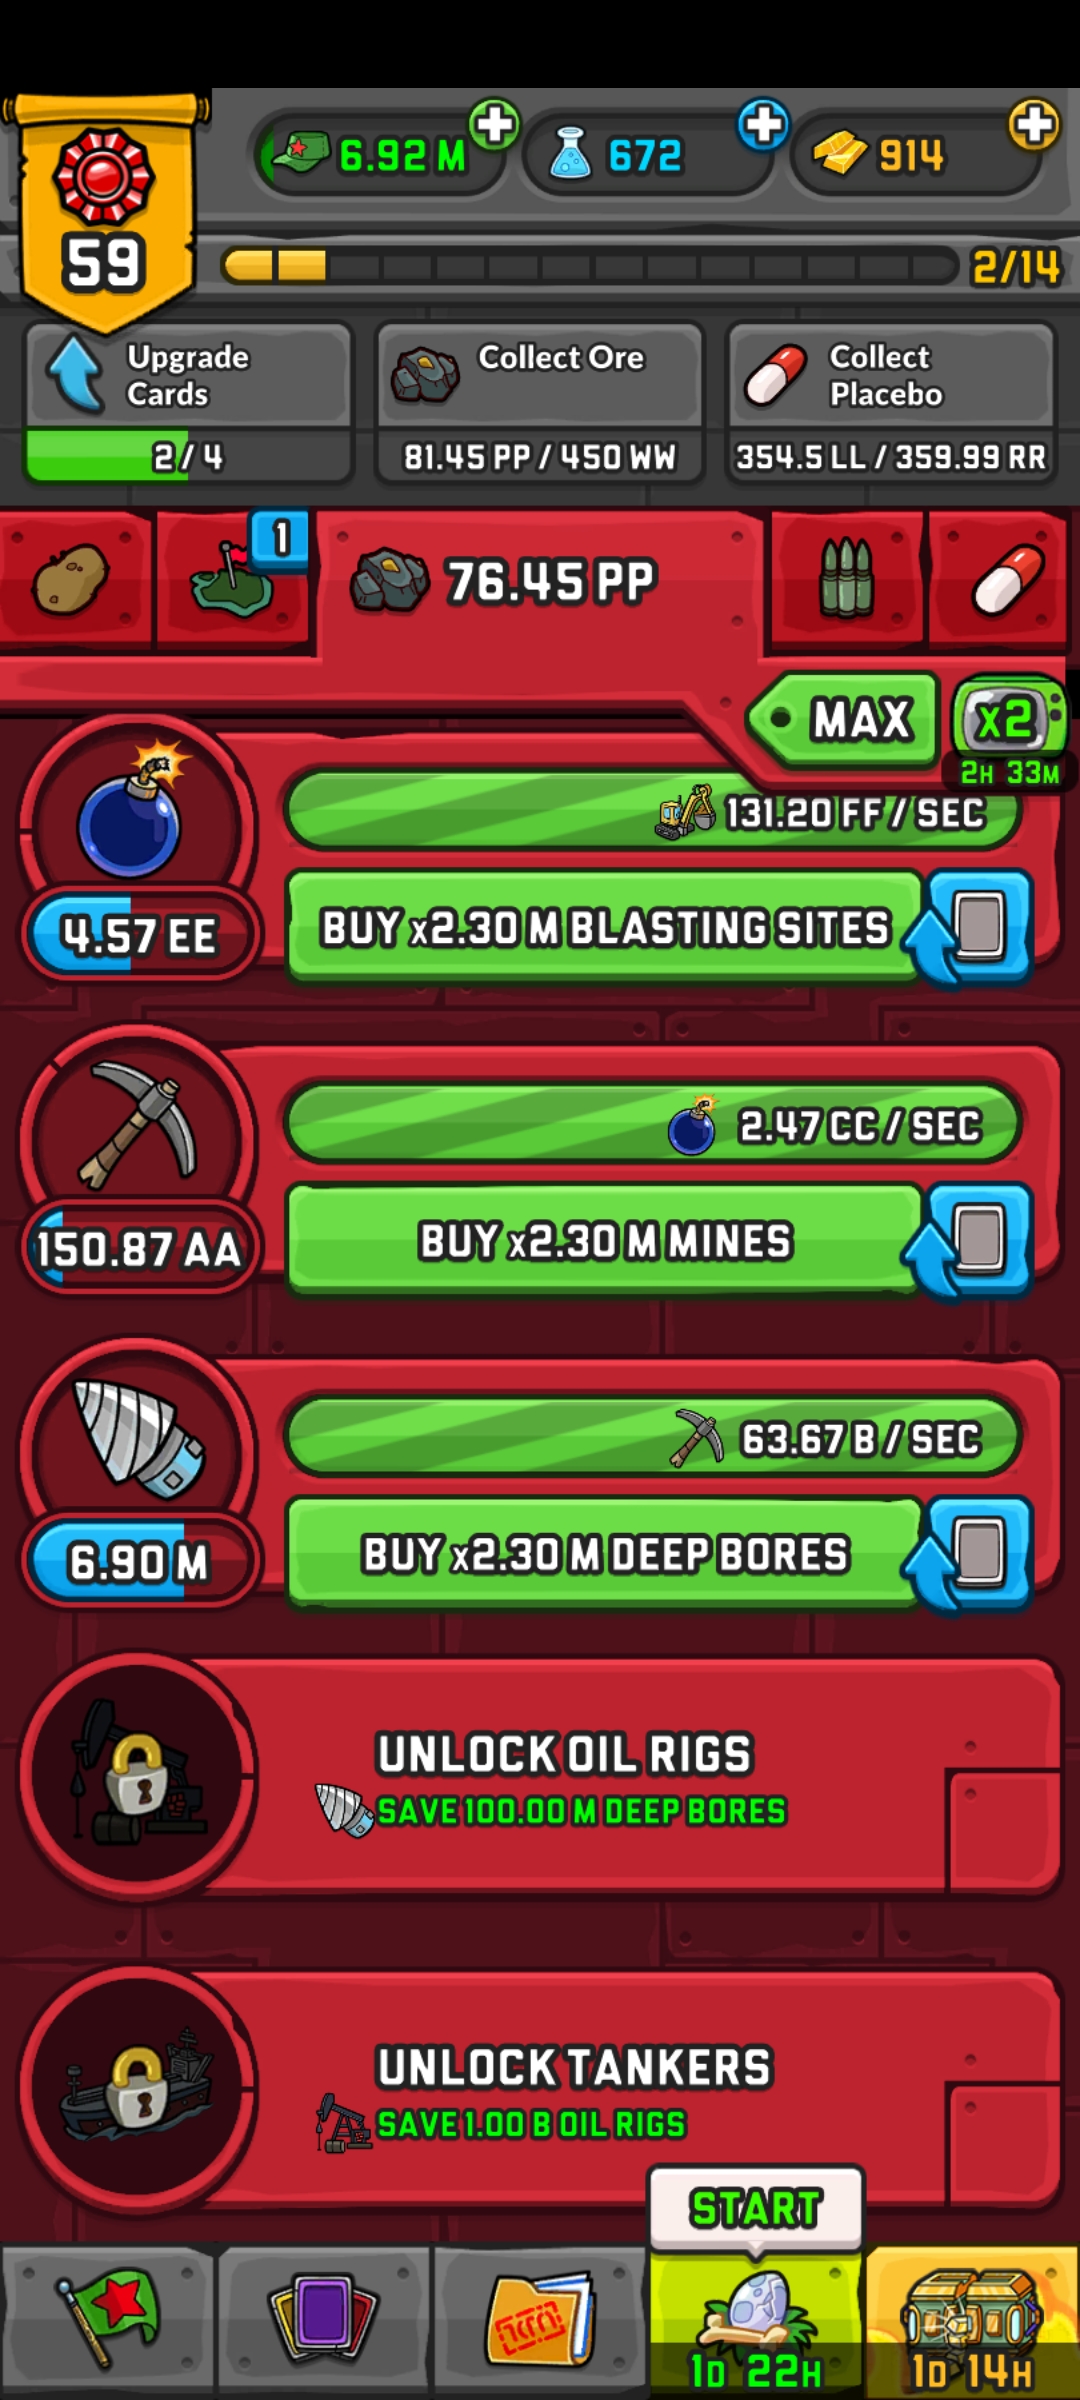 6.92 M
672
914
59
2/14
Upgrade
Cards
2/4
Collect Ore
81.45 PP / 450 WW
Collect
Placebo
354.5 LL / 359.99 RR
1
76.45 PP
MAX
x2
2H 33M
131.20 FF / SEC
4.57 EE
BUY x2.30 M BLASTING SITES
2.47 CC / SEC
150.87 AA
BUY x2.30 M MINES
63.67 B / SEC
6.90 M
BUY x2.30 M DEEP BORES
UNLOCK OIL RIGS
SAVE 100.00 M DEEP BORES
UNLOCK TANKERS
SAVE 1.00 B OIL RIGS
START
1D 22H
1D 14H